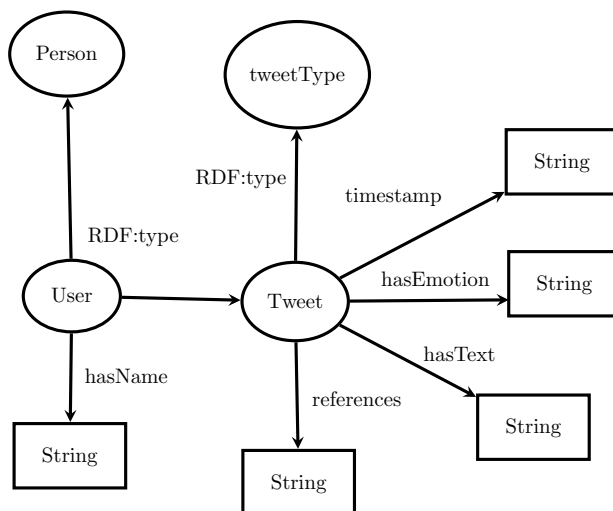 Person
tweetType
String
RDF:type
timestamp
RDF:type
hasEmotion
String
User
Tweet
hasText
hasName
references
String
String
String